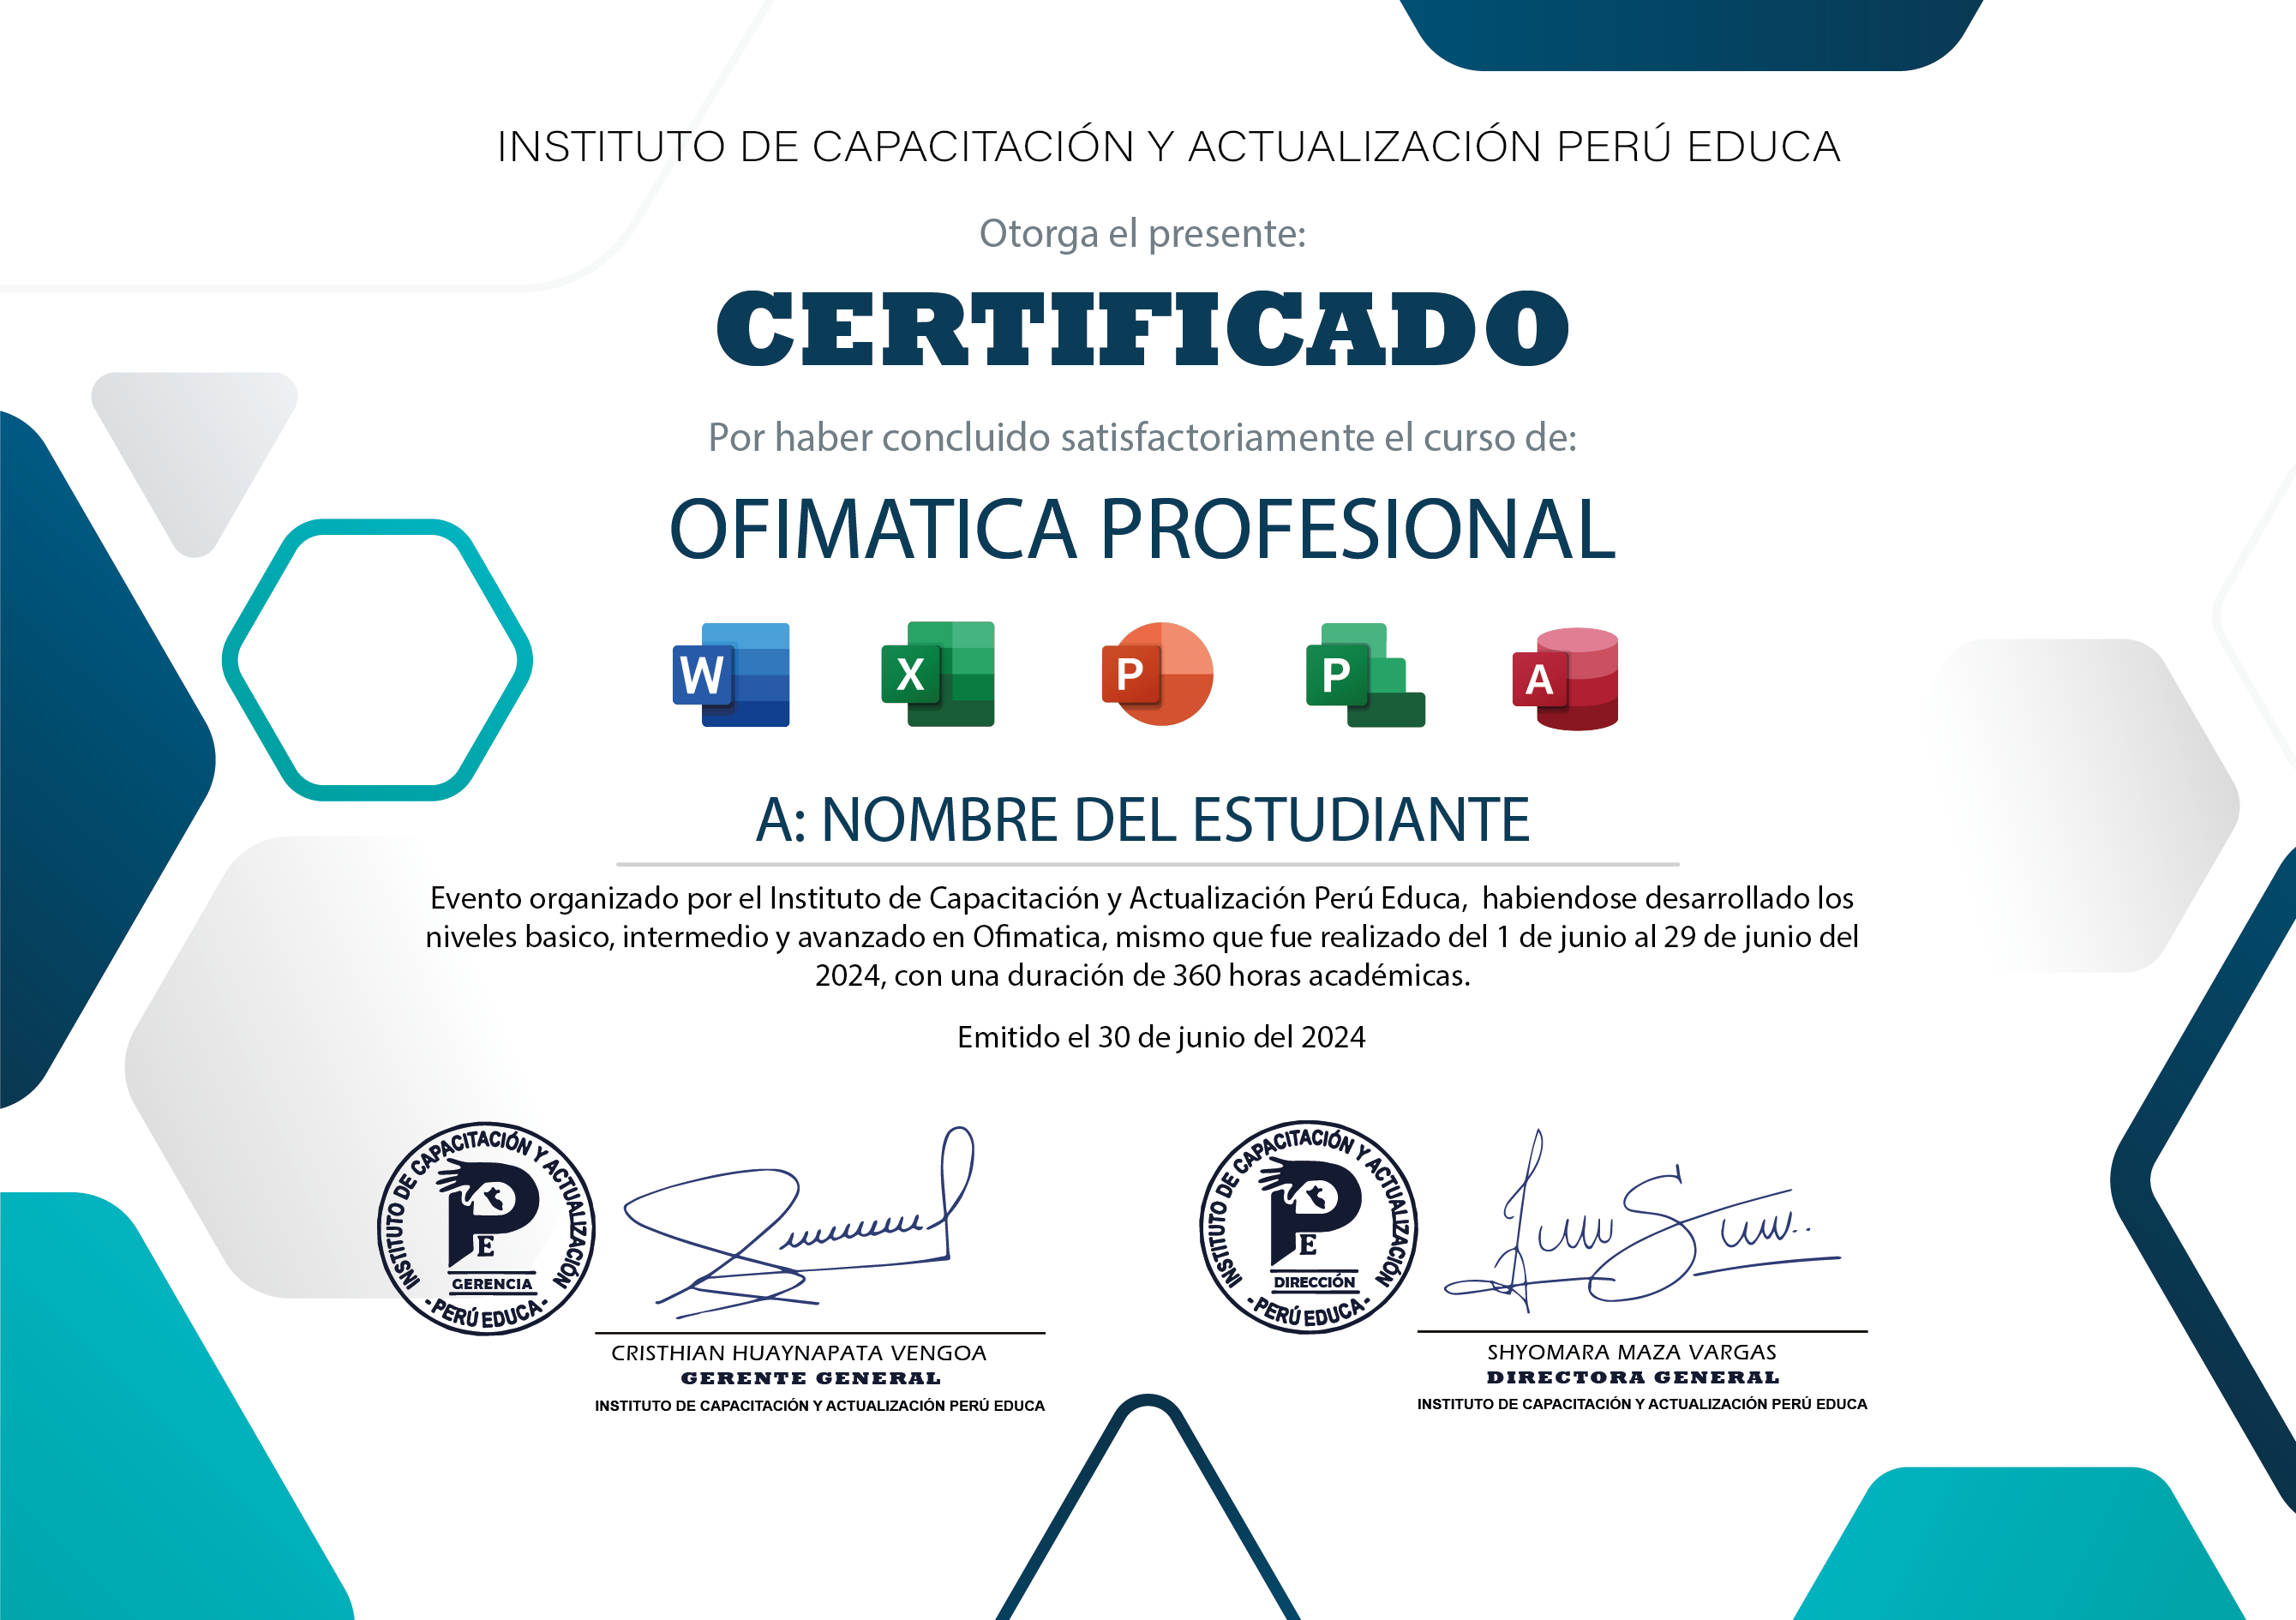 INSTITUTO DE CAPACITACIÓN Y ACTUALIZACIÓN PERÚ EDUCA
Otorga el presente:
CERTIFICADO
Por haber concluido satisfactoriamente el curso de:
OFIMATICA PROFESIONAL
W X P P A
A: NOMBRE DEL ESTUDIANTE
Evento organizado por el Instituto de Capacitación y Actualización Perú Educa, habiendose desarrollado los
niveles basico, intermedio y avanzado en Ofimatica, mismo que fue realizado del 1 de junio al 29 de junio del
2024, con una duración de 360 horas académicas.
Emitido el 30 de junio del 2024
INSTITUTO DE CAPACITACIÓN Y ACTUALIZACIÓN
P
E
GERENCIA
- PERÚ EDUCA -
CRISTHIAN HUAYNAPATA VENGOA
GERENTE GENERAL
INSTITUTO DE CAPACITACIÓN Y ACTUALIZACIÓN PERÚ EDUCA
INSTITUTO DE CAPACITACIÓN Y ACTUALIZACIÓN
P
E
DIRECCIÓN
- PERÚ EDUCA -
SHYOMARA MAZA VARGAS
DIRECTORA GENERAL
INSTITUTO DE CAPACITACIÓN Y ACTUALIZACIÓN PERÚ EDUCA